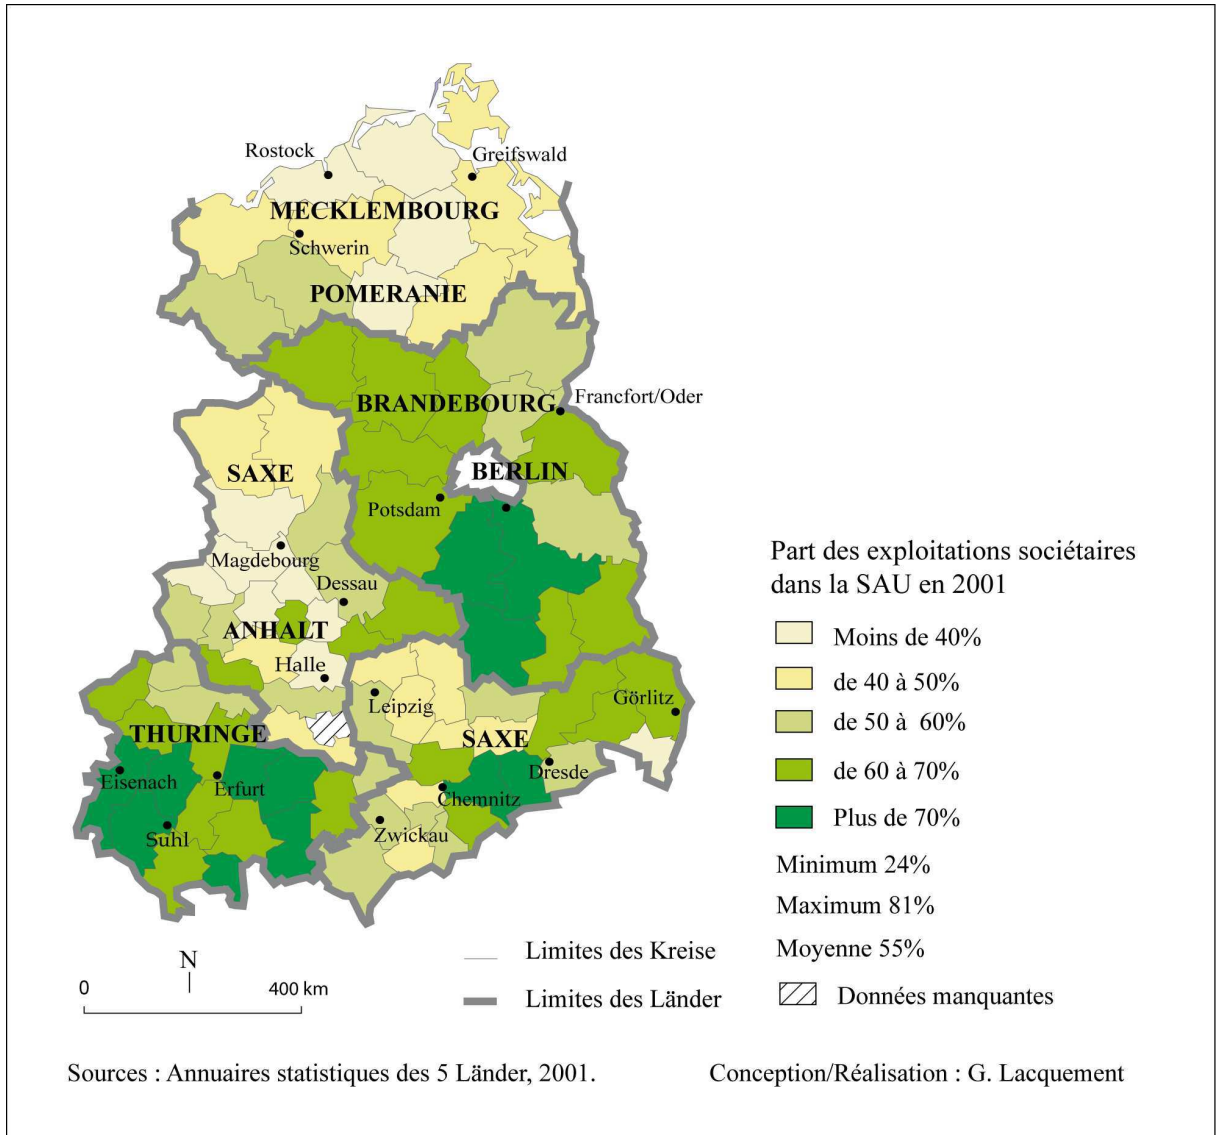 Rostock
Greifswald
MECKLEMBOURG
Schwerin
POMERANIE
BRANDEBOURG
Francfort/Oder
SAXE
BERLIN
Potsdam
Magdebourg
Dessau
ANHALT
Halle
Leipzig
Görlitz
THURINGE
SAXE
Eisenach
Erfurt
Dresde
Chemnitz
Suhl
Zwickau
Part des exploitations sociétaires
dans la SAU en 2001
Moins de 40%
de 40 à 50%
de 50 à 60%
de 60 à 70%
Plus de 70%
Minimum 24%
Maximum 81%
Moyenne 55%
Données manquantes
N
0 400 km
Limites des Kreise
Limites des Länder
Sources : Annuaires statistiques des 5 Länder, 2001.
Conception/Réalisation : G. Lacquement